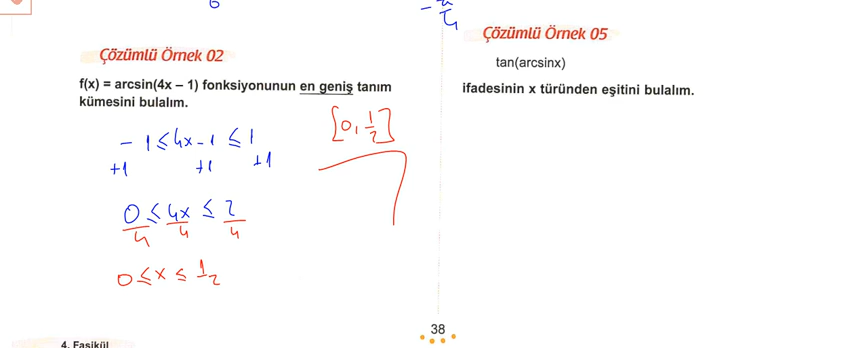 Çözümlü Örnek 02
f(x) = arcsin(4x – 1) fonksiyonunun en geniş tanım
kümesini bulalım.
[0, 1/2]
- 1 ≤ 4x - 1 ≤ 1
+1 +1 +1
0/4 ≤ 4x/4 ≤ 2/4
0 ≤ x ≤ 1/2
4. Fasikül
38
Çözümlü Örnek 05
tan(arcsinx)
ifadesinin x türünden eşitini bulalım.